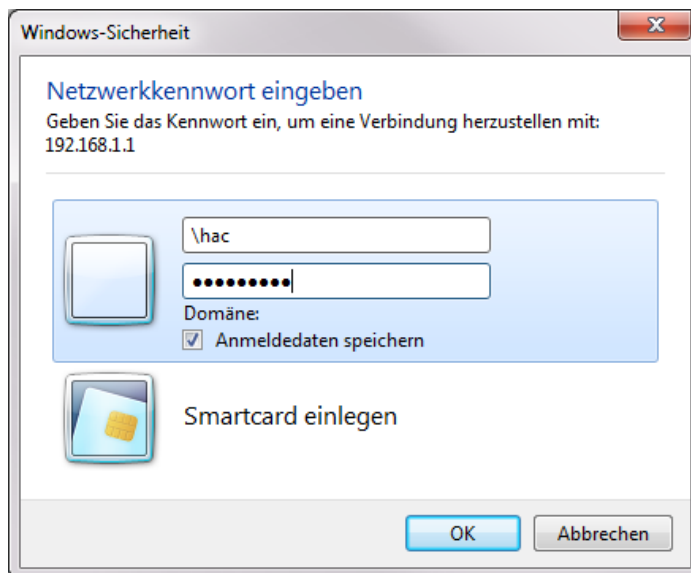 Windows-Sicherheit
Netzwerkkennwort eingeben
Geben Sie das Kennwort ein, um eine Verbindung herzustellen mit:
192.168.1.1
\hac
●●●●●●●●●
Domäne:
Anmeldedaten speichern
Smartcard einlegen
OK
Abbrechen